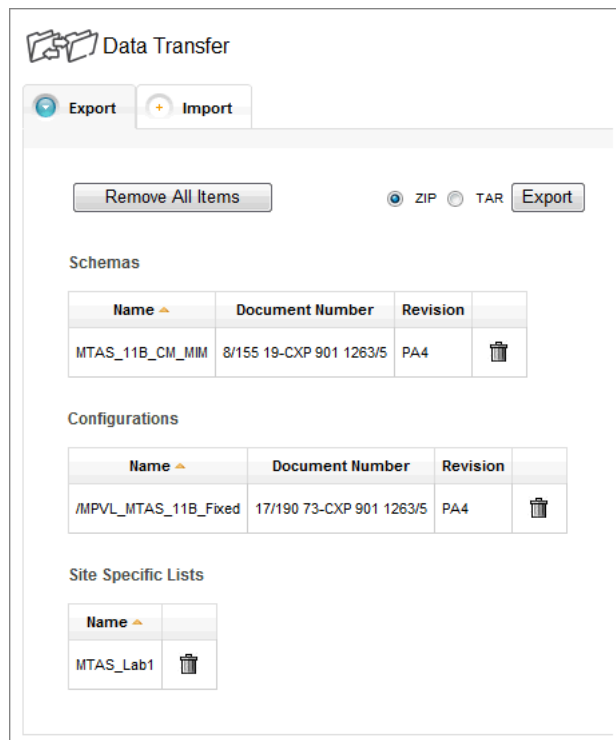 Data Transfer
Export Import
Remove All Items ZIP TAR Export
Schemas
Name Document Number Revision
MTAS_11B_CM_MIM 8/155 19-CXP 901 1263/5 PA4
Configurations
Name Document Number Revision
/MPVL_MTAS_11B_Fixed 17/190 73-CXP 901 1263/5 PA4
Site Specific Lists
Name
MTAS_Lab1